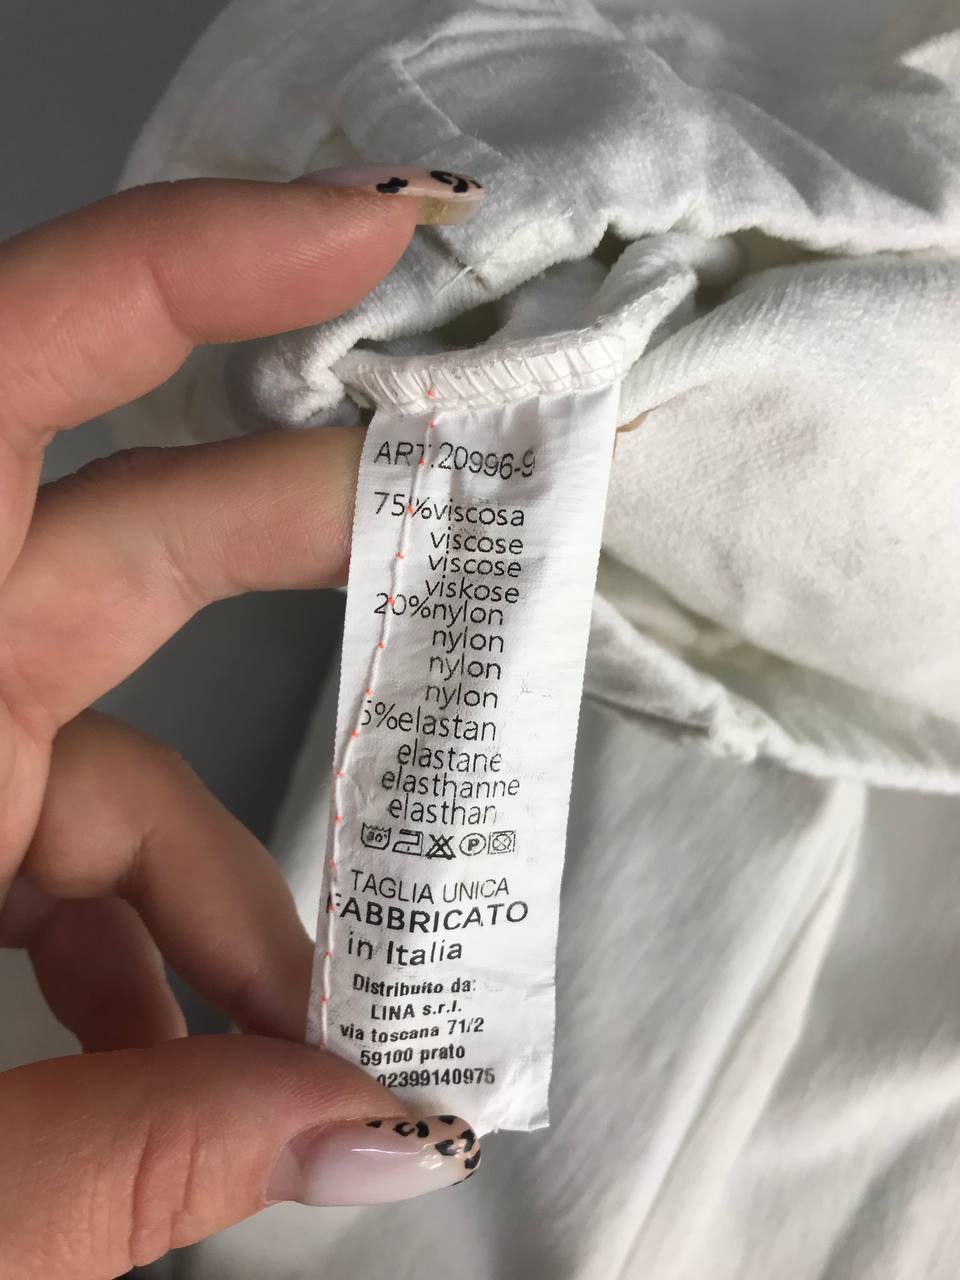 ART.20996-9
75%viscosa
viscose
viscose
viskose
20%nylon
nylon
nylon
nylon
5%elastan
elastane
elasthanne
elasthan
30° P
TAGLIA UNICA
FABBRICATO
in Italia
Distribuito da:
LINA s.r.l.
via toscana 71/2
59100 prato
02399140975